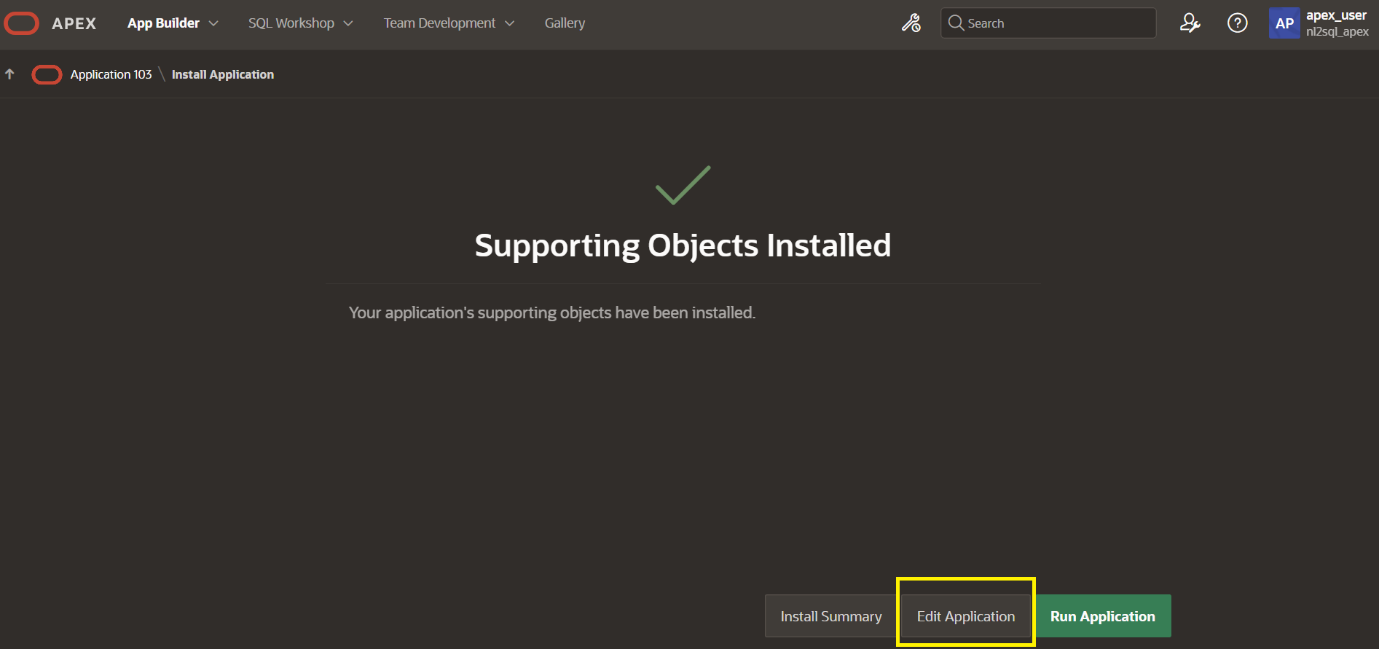 APEX App Builder SQL Workshop Team Development Gallery Search AP apex_user
nl2sql_apex
Application 103 \ Install Application
Supporting Objects Installed
Your application's supporting objects have been installed.
Install Summary Edit Application Run Application